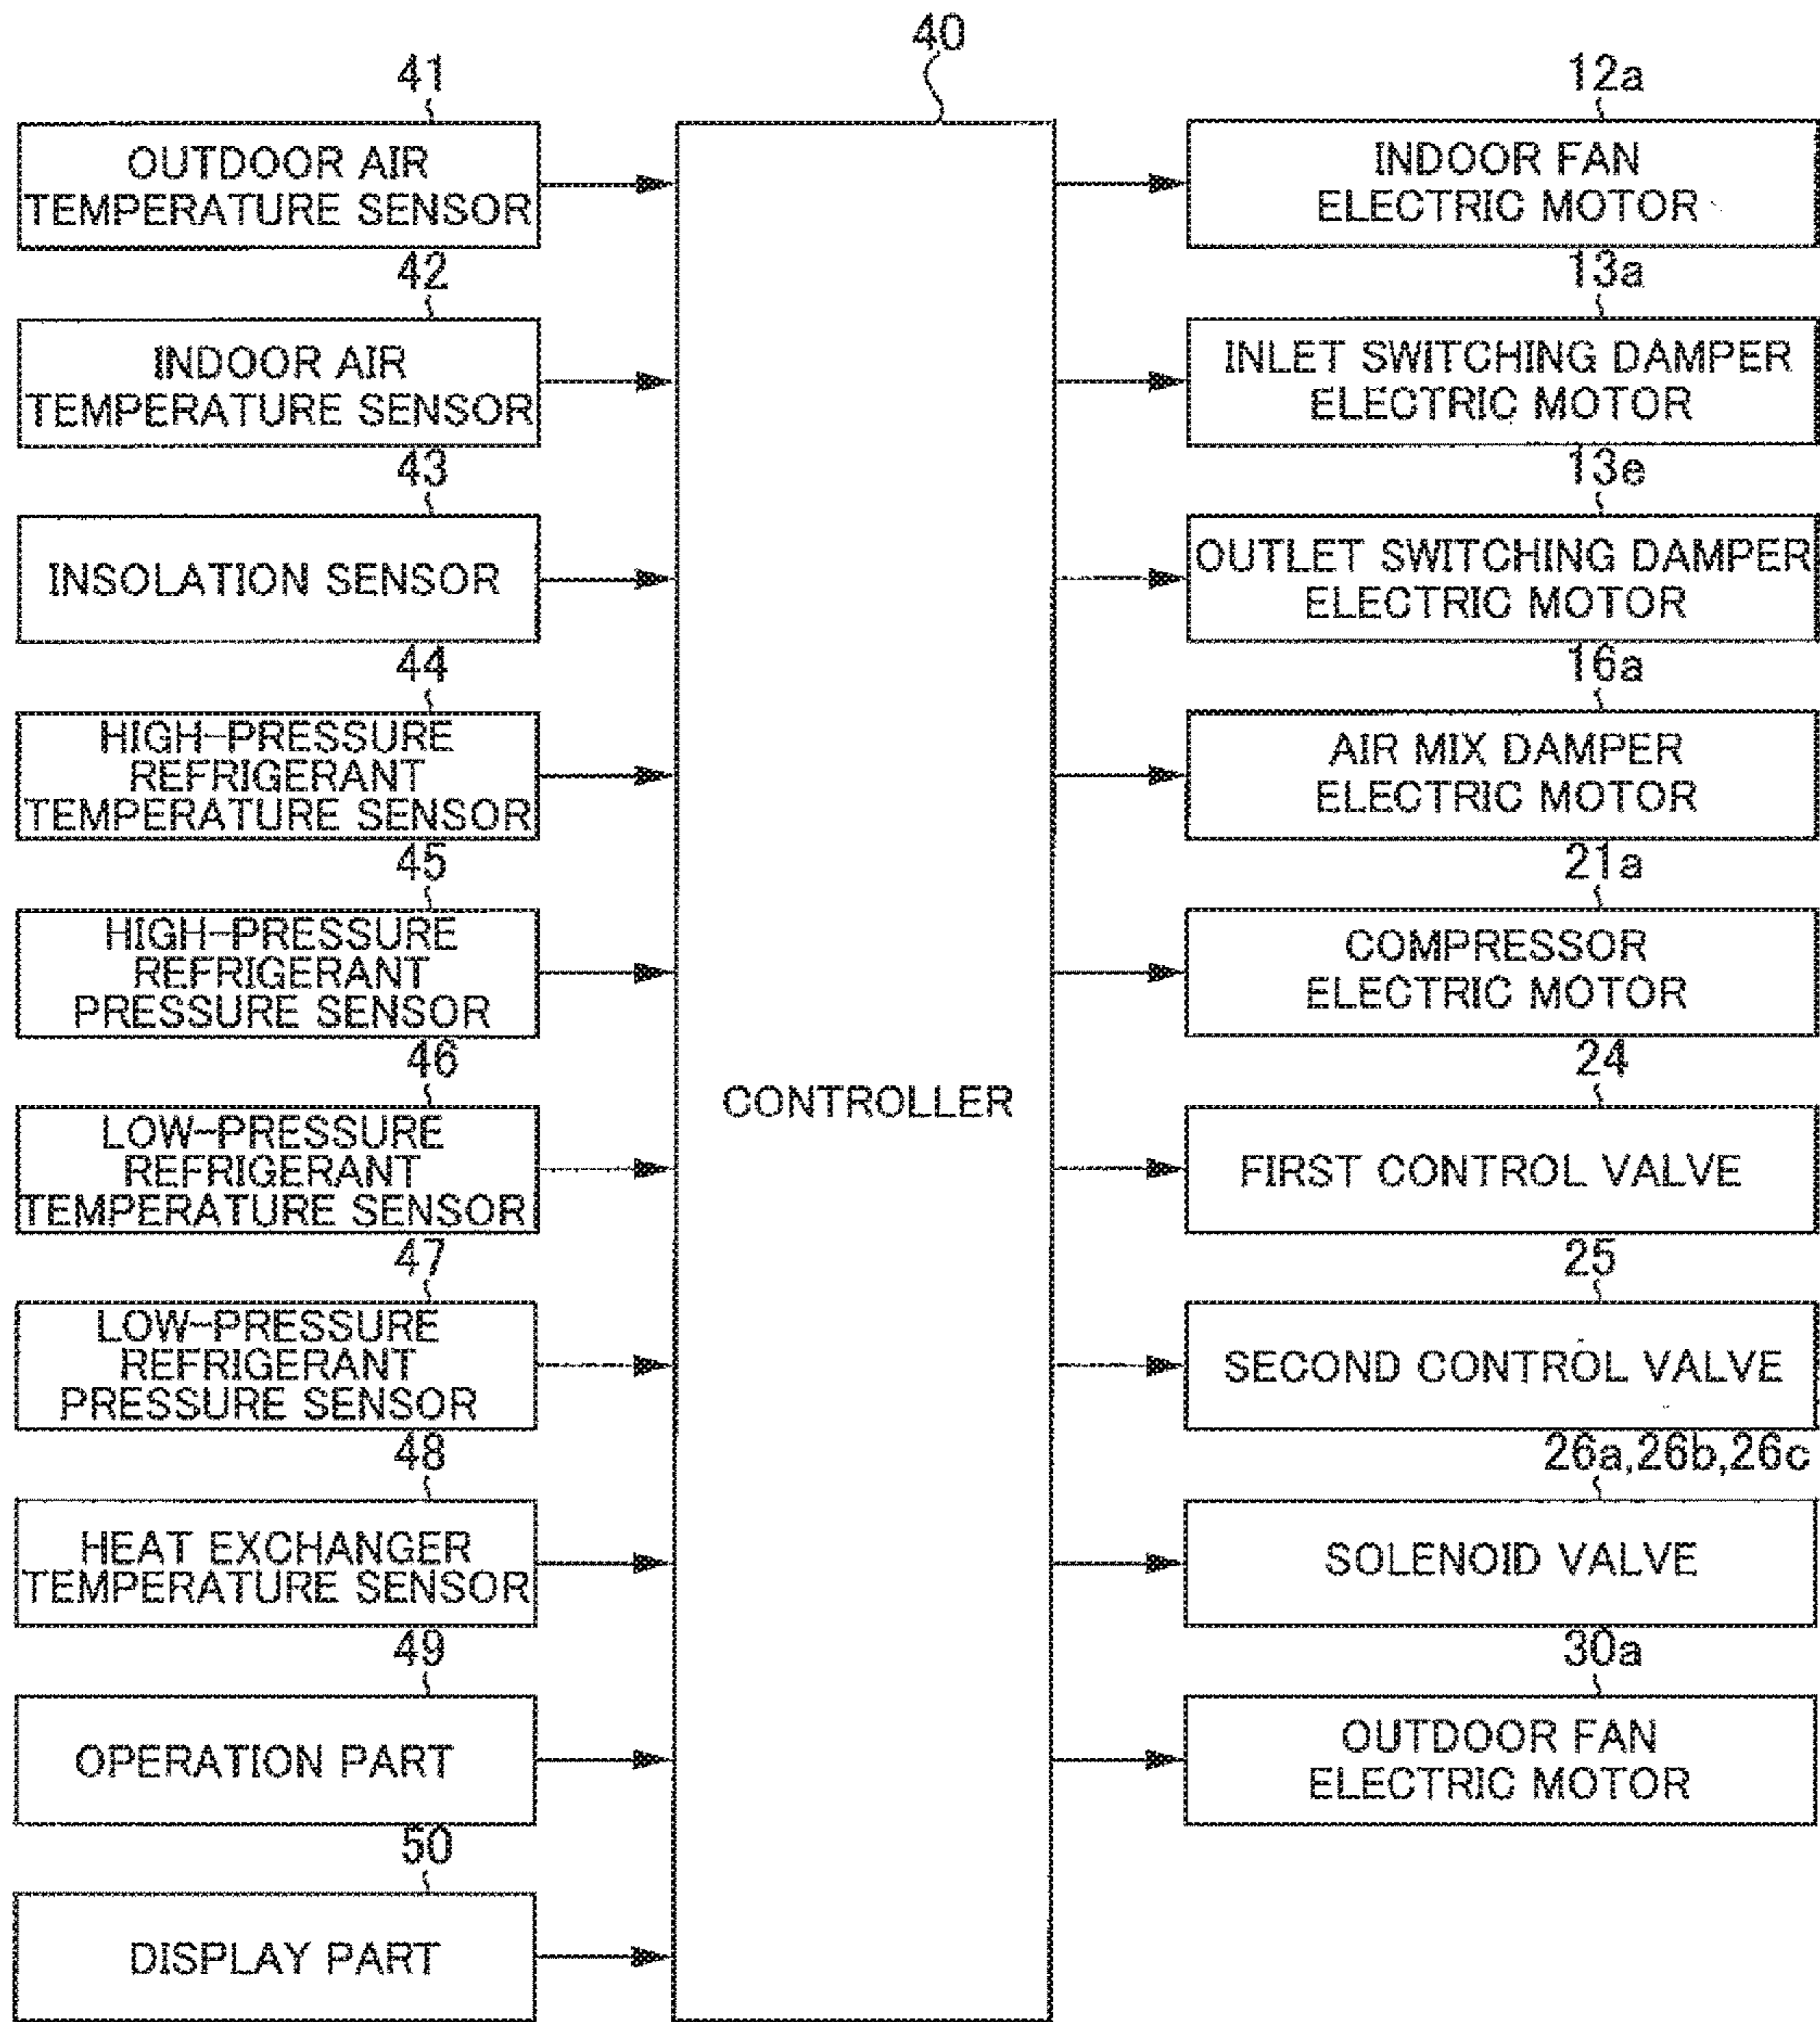 40
41
OUTDOOR AIR
TEMPERATURE SENSOR
42
INDOOR AIR
TEMPERATURE SENSOR
43
INSOLATION SENSOR
44
HIGH-PRESSURE
REFRIGERANT
TEMPERATURE SENSOR
45
HIGH-PRESSURE
REFRIGERANT
PRESSURE SENSOR
46
LOW-PRESSURE
REFRIGERANT
TEMPERATURE SENSOR
47
LOW-PRESSURE
REFRIGERANT
PRESSURE SENSOR
48
HEAT EXCHANGER
TEMPERATURE SENSOR
49
OPERATION PART
50
DISPLAY PART
CONTROLLER
12a
INDOOR FAN
ELECTRIC MOTOR
13a
INLET SWITCHING DAMPER
ELECTRIC MOTOR
13e
OUTLET SWITCHING DAMPER
ELECTRIC MOTOR
16a
AIR MIX DAMPER
ELECTRIC MOTOR
21a
COMPRESSOR
ELECTRIC MOTOR
24
FIRST CONTROL VALVE
25
SECOND CONTROL VALVE
26a,26b,26c
SOLENOID VALVE
30a
OUTDOOR FAN
ELECTRIC MOTOR